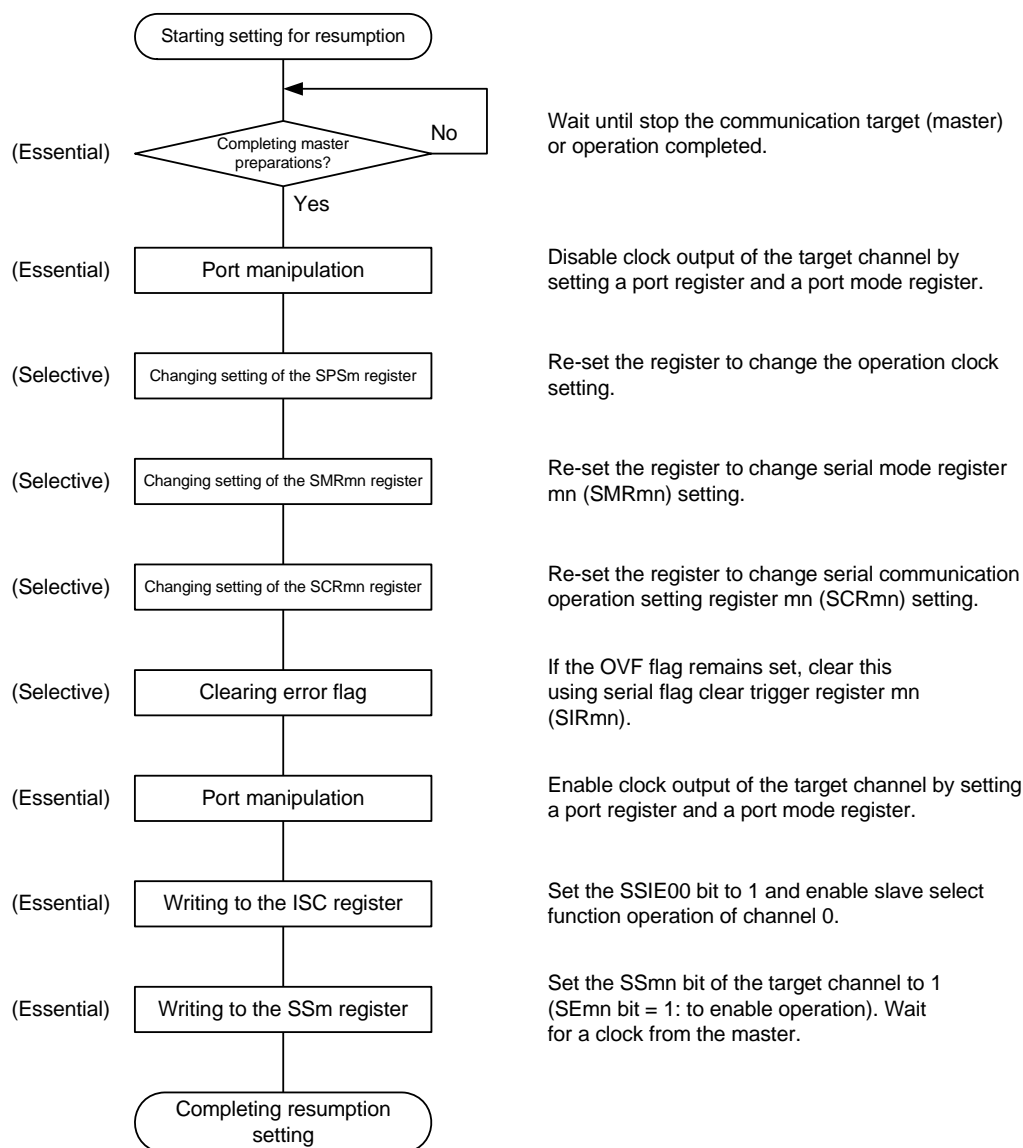 Starting setting for resumption
(Essential)
Completing master
preparations?
No
Wait until stop the communication target (master)
or operation completed.
Yes
(Essential)
Port manipulation
Disable clock output of the target channel by
setting a port register and a port mode register.
(Selective)
Changing setting of the SPSm register
Re-set the register to change the operation clock
setting.
(Selective)
Changing setting of the SMRmn register
Re-set the register to change serial mode register
mn (SMRmn) setting.
(Selective)
Changing setting of the SCRmn register
Re-set the register to change serial communication
operation setting register mn (SCRmn) setting.
(Selective)
Clearing error flag
If the OVF flag remains set, clear this
using serial flag clear trigger register mn
(SIRmn).
(Essential)
Port manipulation
Enable clock output of the target channel by setting
a port register and a port mode register.
(Essential)
Writing to the ISC register
Set the SSIE00 bit to 1 and enable slave select
function operation of channel 0.
(Essential)
Writing to the SSm register
Set the SSmn bit of the target channel to 1
(SEmn bit = 1: to enable operation). Wait
for a clock from the master.
Completing resumption
setting